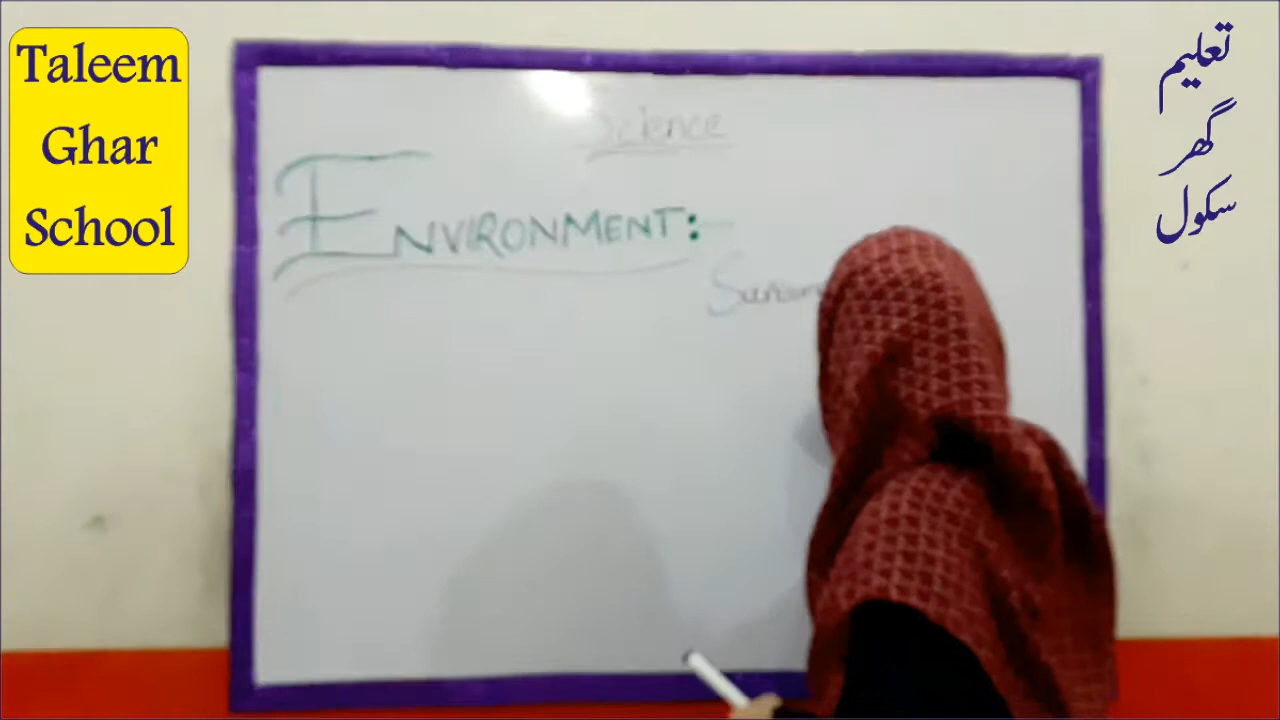 Taleem
Ghar
School
تعلیم
گھر
سکول
Science
ENVIRONMENT:-